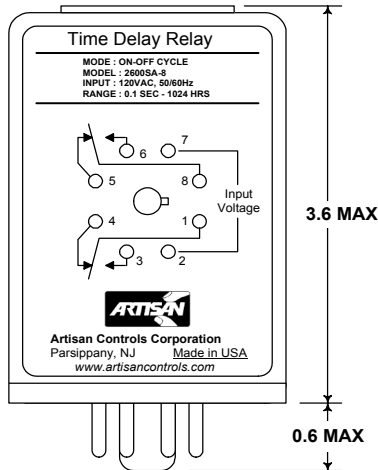 Time Delay Relay
MODE : ON-OFF CYCLE
MODEL : 2600SA-8
INPUT : 120VAC, 50/60Hz
RANGE : 0.1 SEC - 1024 HRS
7
6
5
8
Input
Voltage
4
1
3
2
ARTISAN
Artisan Controls Corporation
Parsippany, NJ Made in USA
www.artisancontrols.com
3.6 MAX
0.6 MAX